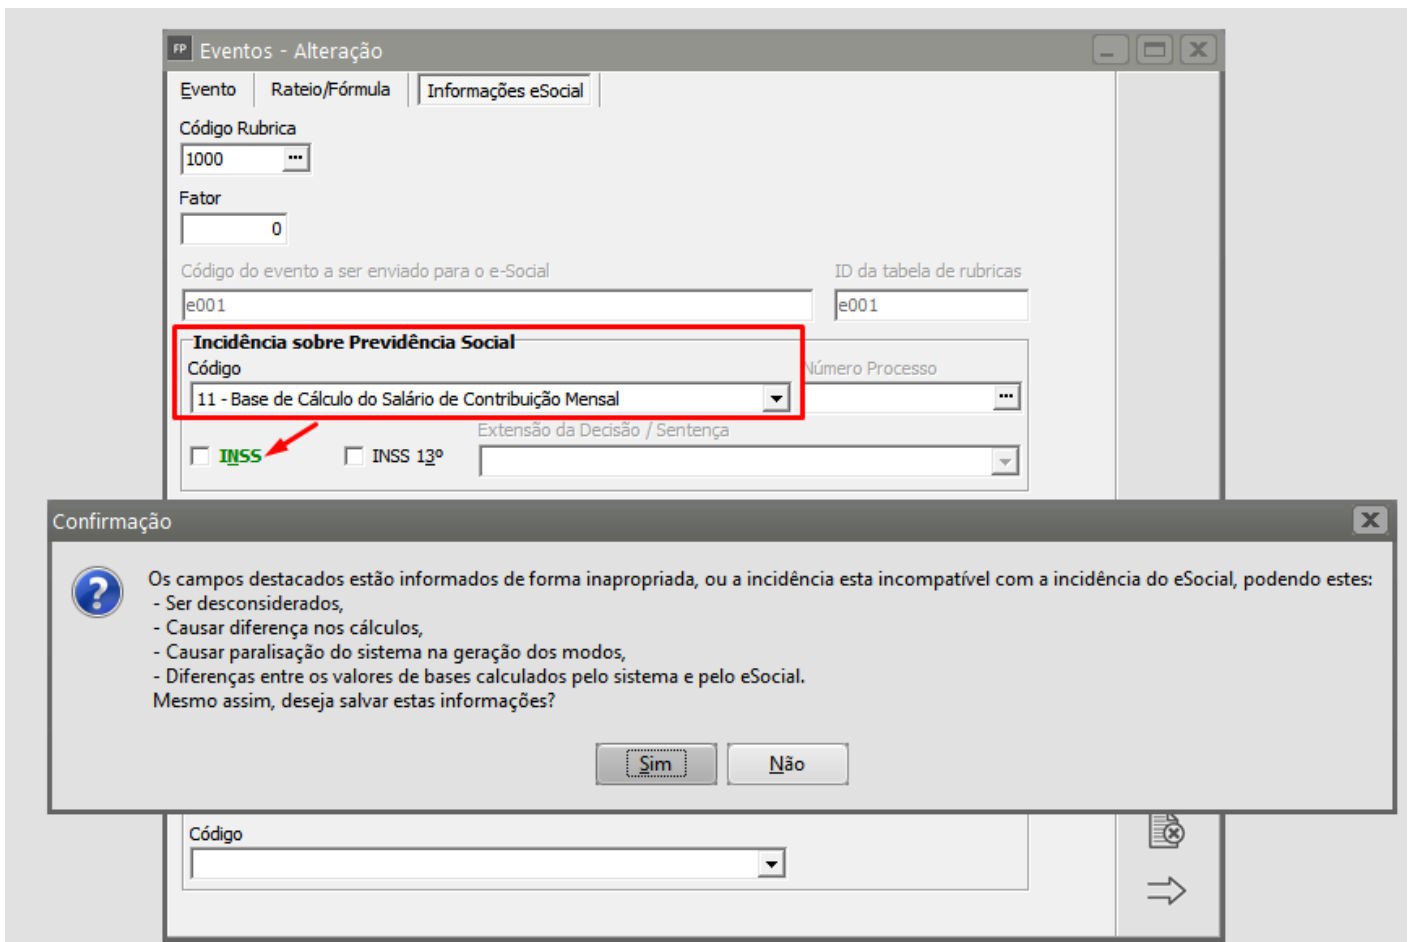 FP Eventos - Alteração
Evento Rateio/Fórmula Informações eSocial
Código Rubrica
1000 ...
Fator
0
Código do evento a ser enviado para o e-Social ID da tabela de rubricas
e001 e001
Incidência sobre Previdência Social
Código Número Processo
11 - Base de Cálculo do Salário de Contribuição Mensal ...
Extensão da Decisão / Sentença
INSS INSS 13º
Confirmação
Os campos destacados estão informados de forma inapropriada, ou a incidência esta incompatível com a incidência do eSocial, podendo estes:
- Ser desconsiderados,
- Causar diferença nos cálculos,
- Causar paralisação do sistema na geração dos modos,
- Diferenças entre os valores de bases calculados pelo sistema e pelo eSocial.
Mesmo assim, deseja salvar estas informações?
Sim Não
Código